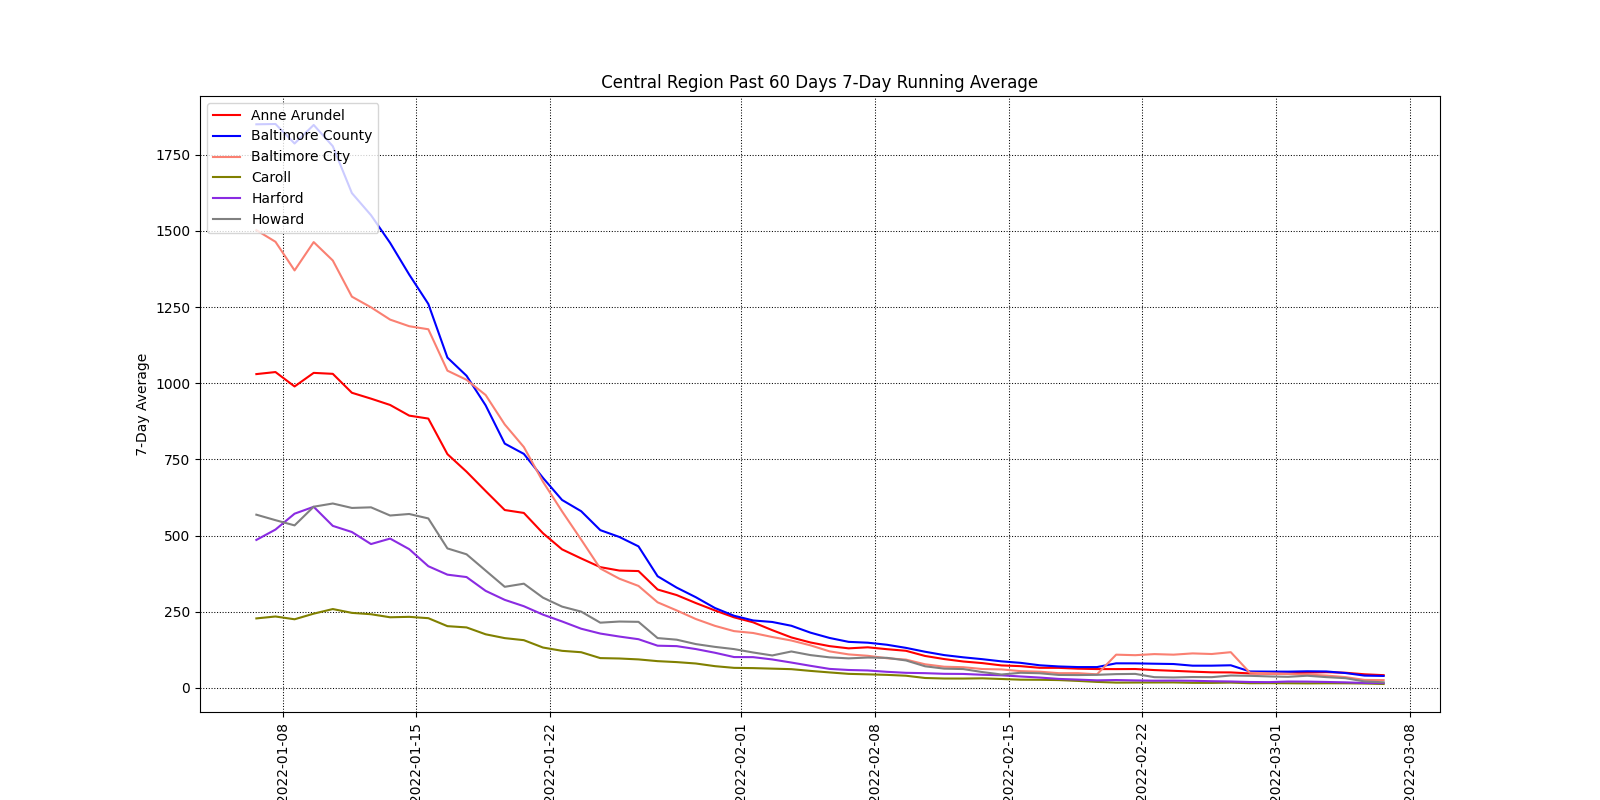 Central Region Past 60 Days 7-Day Running Average
Anne Arundel
Baltimore County
Baltimore City
Caroll
Harford
Howard
7-Day Average
1750
1500
1250
1000
750
500
250
0
2022-01-08
2022-01-15
2022-01-22
2022-02-01
2022-02-08
2022-02-15
2022-02-22
2022-03-01
2022-03-08